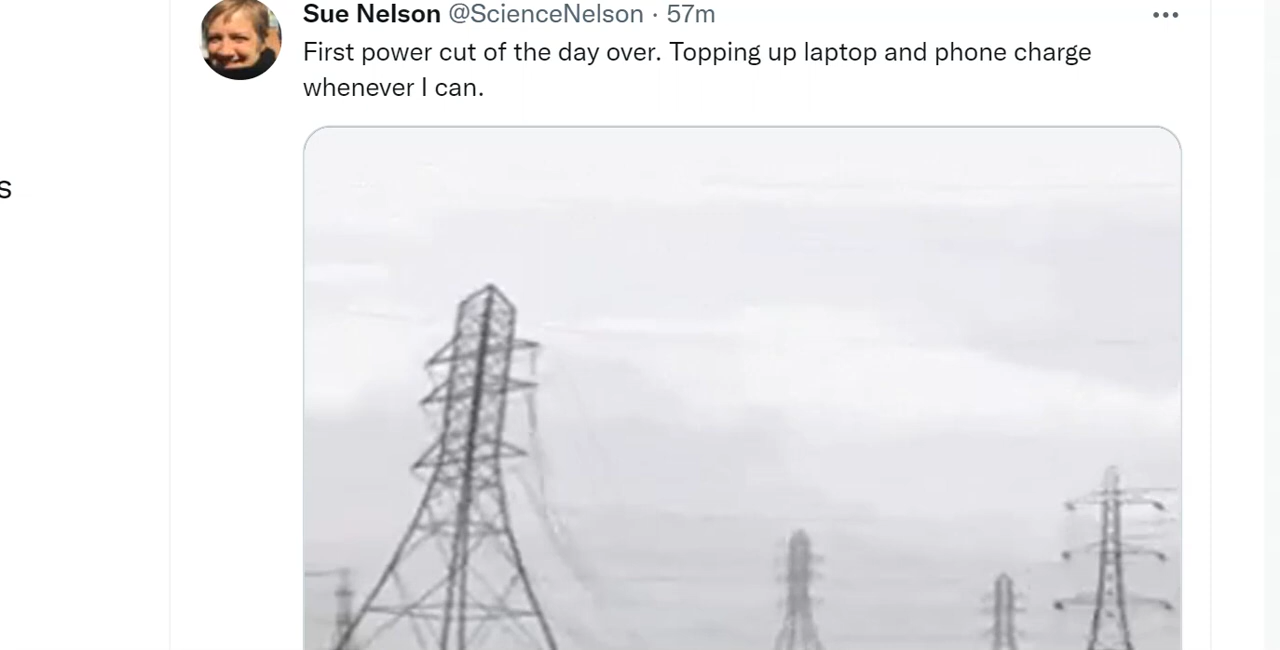 Sue Nelson @ScienceNelson · 57m
First power cut of the day over. Topping up laptop and phone charge
whenever I can.
s